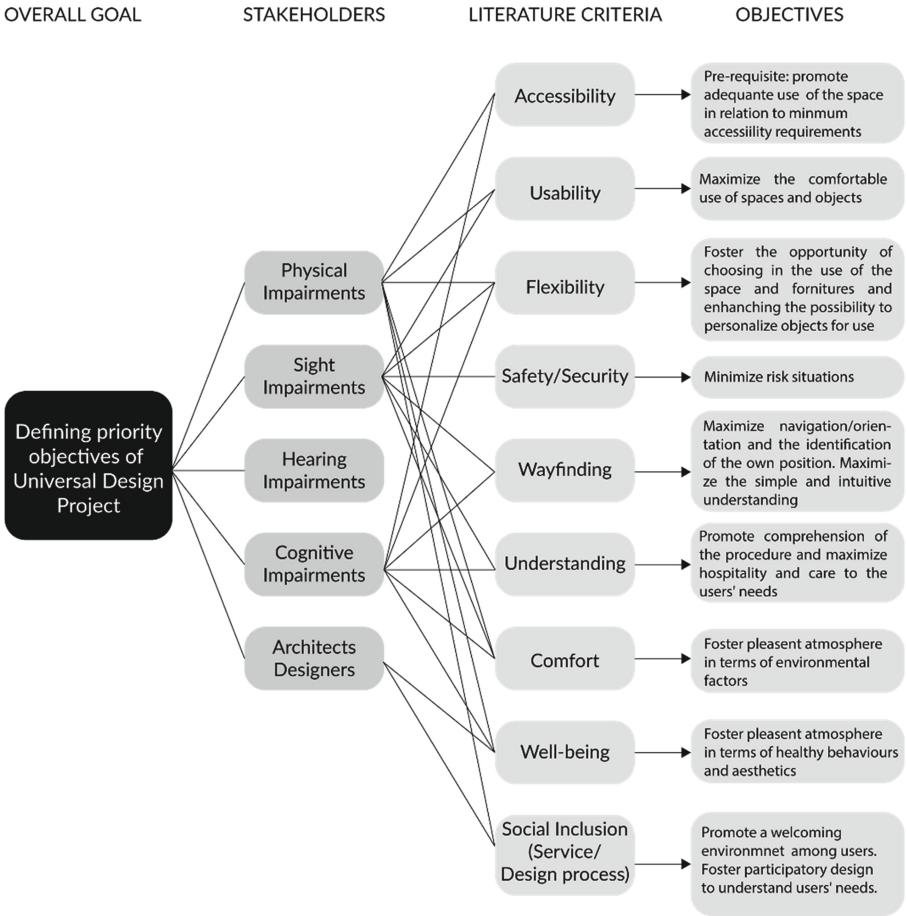 OVERALL GOAL
STAKEHOLDERS
LITERATURE CRITERIA
OBJECTIVES
Defining priority
objectives of
Universal Design
Project
Physical
Impairments
Sight
Impairments
Hearing
Impairments
Cognitive
Impairments
Architects
Designers
Accessibility
Pre-requisite: promote
adequante use of the space
in relation to minmum
accessiility requirements
Usability
Maximize the comfortable
use of spaces and objects
Flexibility
Foster the opportunity of
choosing in the use of the
space and fornitures and
enhanching the possibility to
personalize objects for use
Safety/Security
Minimize risk situations
Wayfinding
Maximize navigation/orien-
tation and the identification
of the own position. Maximi-
ze the simple and intuitive
understanding
Understanding
Promote comprehension of
the procedure and maximize
hospitality and care to the
users' needs
Comfort
Foster pleasent atmosphere
in terms of environmental
factors
Well-being
Foster pleasent atmosphere
in terms of healthy behaviours
and aesthetics
Social Inclusion
(Service/
Design process)
Promote a welcoming
environmnet among users.
Foster participatory design
to understand users' needs.